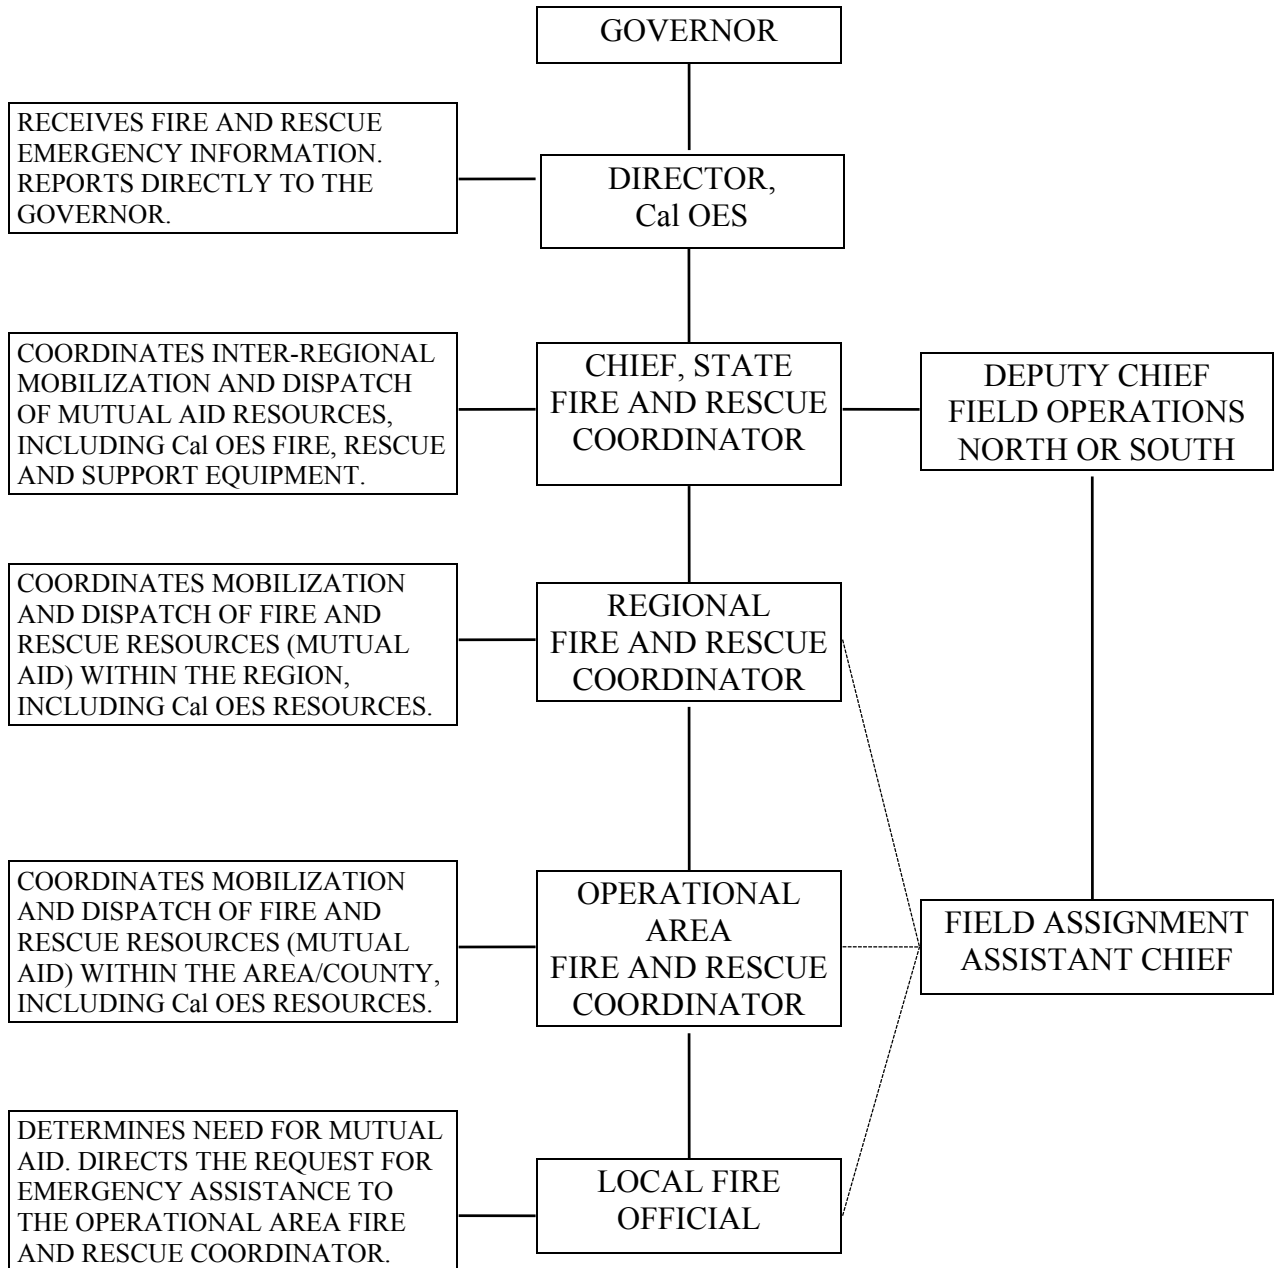 GOVERNOR
RECEIVES FIRE AND RESCUE
EMERGENCY INFORMATION.
REPORTS DIRECTLY TO THE
GOVERNOR.
DIRECTOR,
Cal OES
COORDINATES INTER-REGIONAL
MOBILIZATION AND DISPATCH
OF MUTUAL AID RESOURCES,
INCLUDING Cal OES FIRE, RESCUE
AND SUPPORT EQUIPMENT.
CHIEF, STATE
FIRE AND RESCUE
COORDINATOR
DEPUTY CHIEF
FIELD OPERATIONS
NORTH OR SOUTH
COORDINATES MOBILIZATION
AND DISPATCH OF FIRE AND
RESCUE RESOURCES (MUTUAL
AID) WITHIN THE REGION,
INCLUDING Cal OES RESOURCES.
REGIONAL
FIRE AND RESCUE
COORDINATOR
COORDINATES MOBILIZATION
AND DISPATCH OF FIRE AND
RESCUE RESOURCES (MUTUAL
AID) WITHIN THE AREA/COUNTY,
INCLUDING Cal OES RESOURCES.
OPERATIONAL
AREA
FIRE AND RESCUE
COORDINATOR
FIELD ASSIGNMENT
ASSISTANT CHIEF
DETERMINES NEED FOR MUTUAL
AID. DIRECTS THE REQUEST FOR
EMERGENCY ASSISTANCE TO
THE OPERATIONAL AREA FIRE
AND RESCUE COORDINATOR.
LOCAL FIRE
OFFICIAL